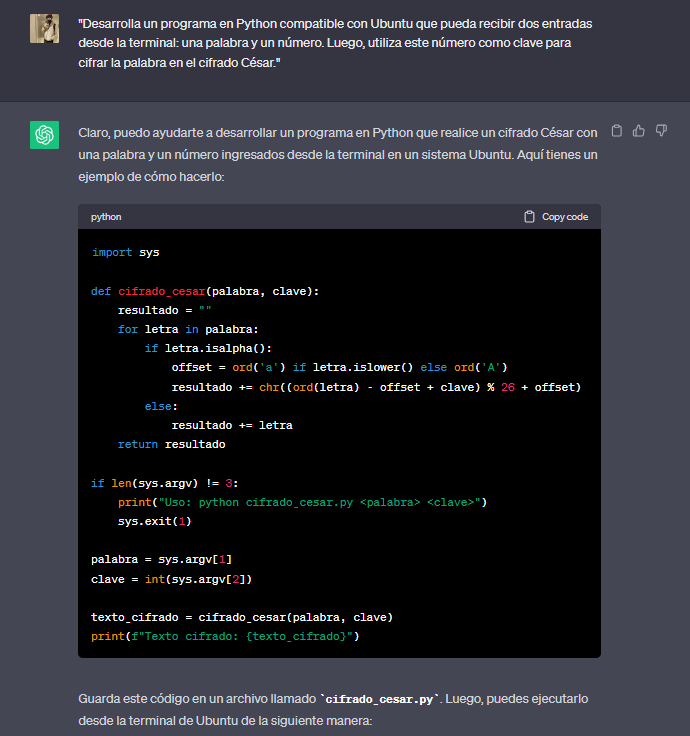 "Desarrolla un programa en Python compatible con Ubuntu que pueda recibir dos entradas
desde la terminal: una palabra y un número. Luego, utiliza este número como clave para
cifrar la palabra en el cifrado César."
Claro, puedo ayudarte a desarrollar un programa en Python que realice un cifrado César con
una palabra y un número ingresados desde la terminal en un sistema Ubuntu. Aquí tienes un
ejemplo de cómo hacerlo:
python
Copy code
import sys
def cifrado_cesar(palabra, clave):
    resultado = ""
    for letra in palabra:
        if letra.isalpha():
            offset = ord('a') if letra.islower() else ord('A')
            resultado += chr((ord(letra) - offset + clave) % 26 + offset)
        else:
            resultado += letra
    return resultado
if len(sys.argv) != 3:
    print("Uso: python cifrado_cesar.py <palabra> <clave>")
    sys.exit(1)
palabra = sys.argv[1]
clave = int(sys.argv[2])
texto_cifrado = cifrado_cesar(palabra, clave)
print(f"Texto cifrado: {texto_cifrado}")
Guarda este código en un archivo llamado `cifrado_cesar.py`. Luego, puedes ejecutarlo
desde la terminal de Ubuntu de la siguiente manera: